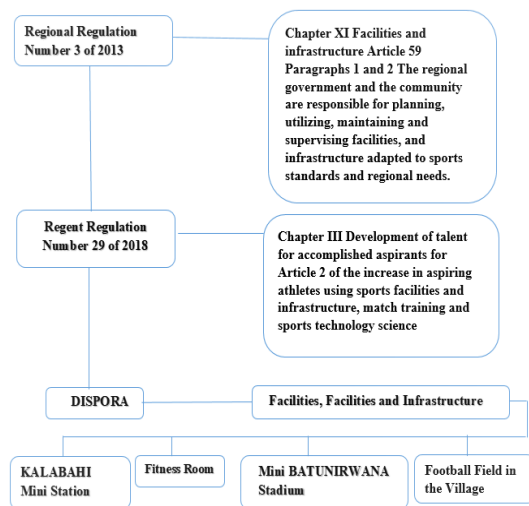 Regional Regulation
Number 3 of 2013
Chapter XI Facilities and
infrastructure Article 59
Paragraphs 1 and 2 The regional
government and the community
are responsible for planning,
utilizing, maintaining and
supervising facilities, and
infrastructure adapted to sports
standards and regional needs.
Regent Regulation
Number 29 of 2018
Chapter III Development of talent
for accomplished aspirants for
Article 2 of the increase in aspiring
athletes using sports facilities and
infrastructure, match training and
sports technology science
DISPORA
Facilities, Facilities and Infrastructure
KALABAHI
Mini Station
Fitness Room
Mini BATUNIRWANA
Stadium
Football Field in
the Village